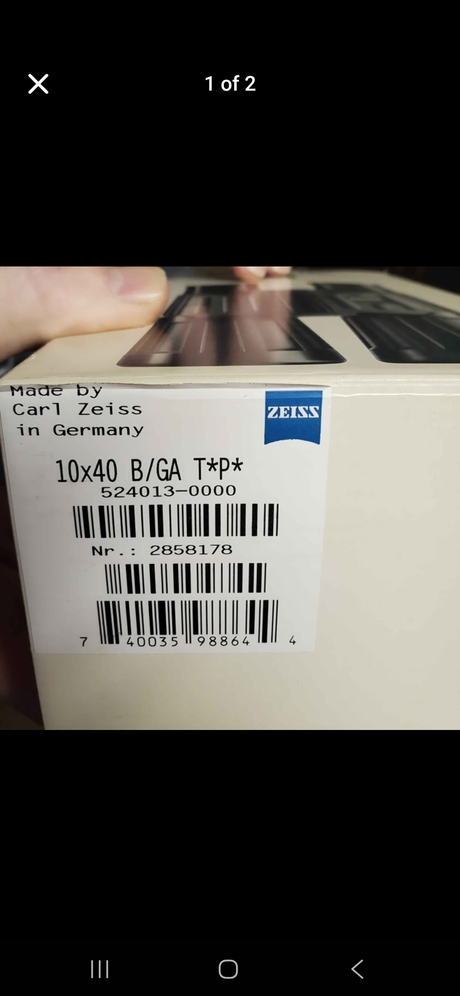 1 of 2
Made by
Carl Zeiss
in Germany
ZEISS
10x40 B/GA T*P*
524013-0000
Nr.: 2858178
7 40035 98864 4